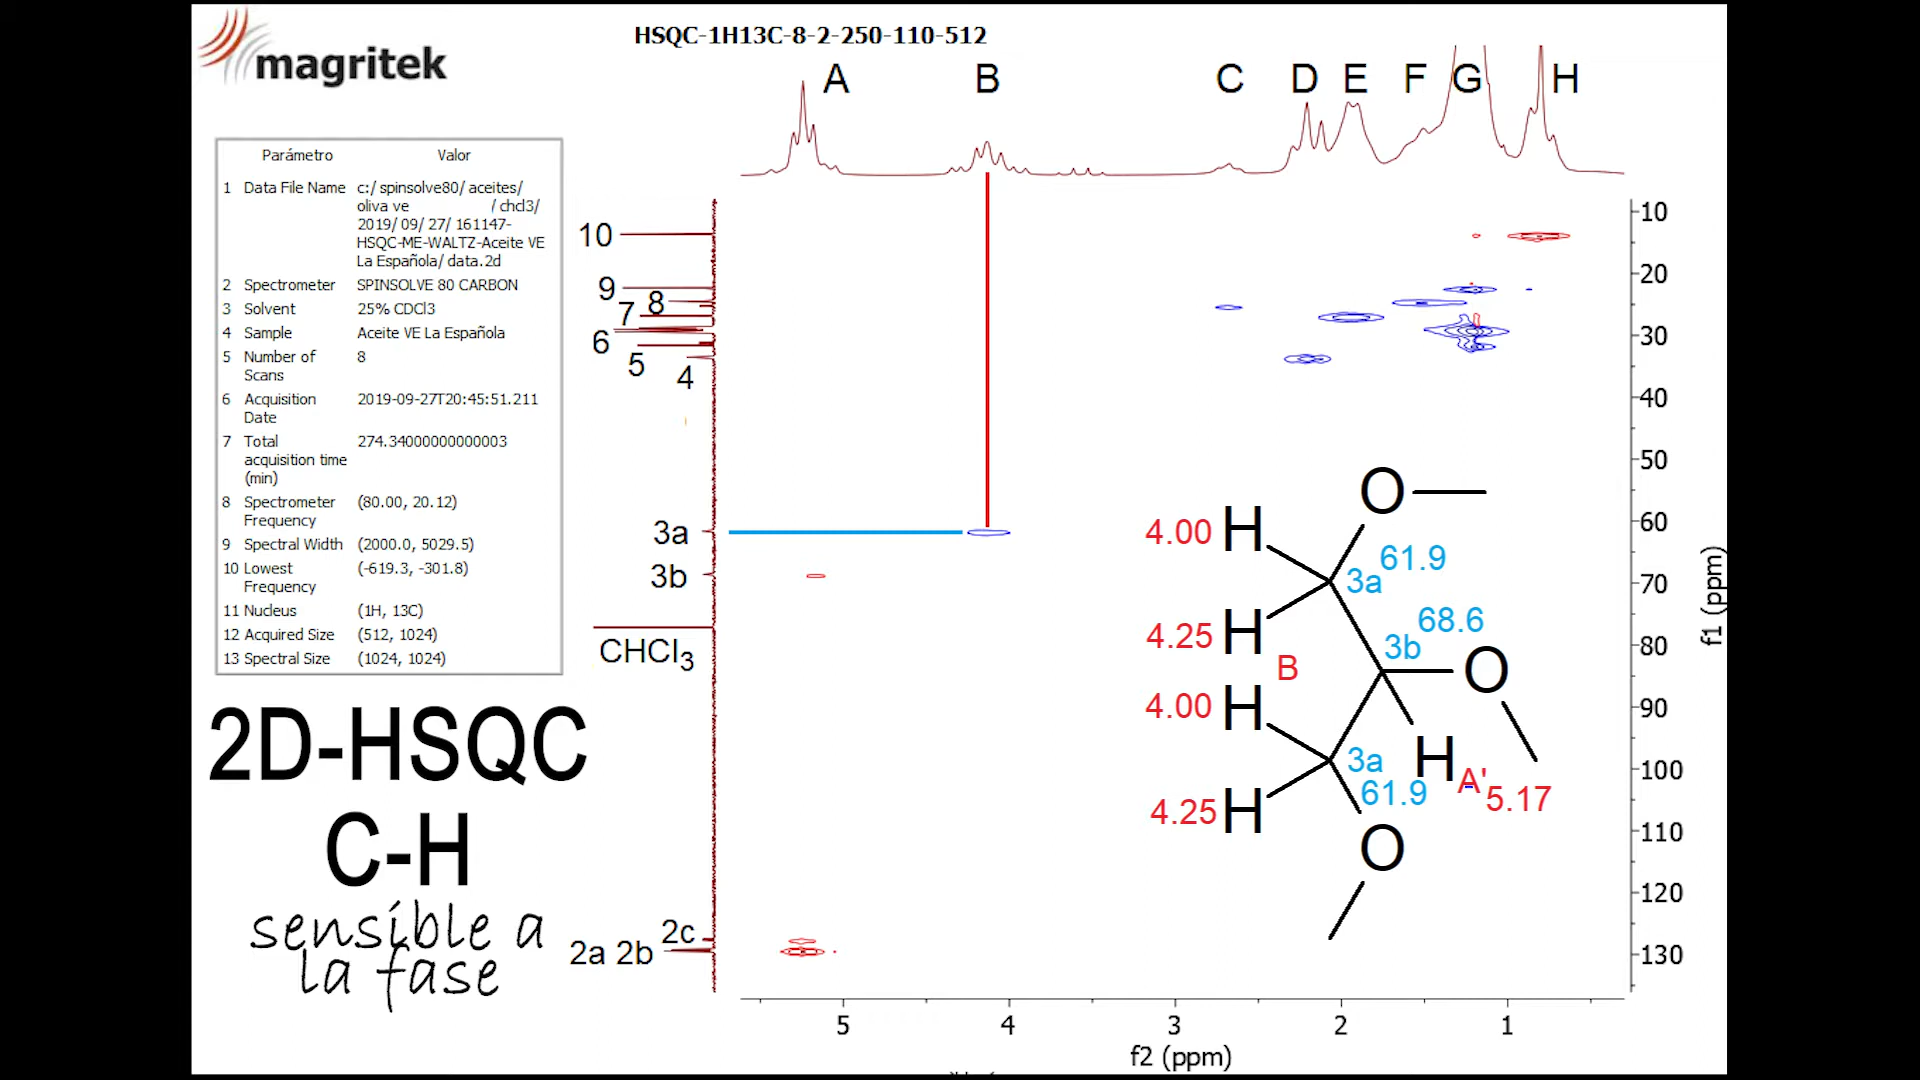 HSQC-1H13C-8-2-250-110-512
magritek
A B C D E F G H
Parámetro Valor
1 Data File Name c:/ spinsolve80/ aceites/
oliva ve / chcl3/
2019/ 09/ 27/ 161147-
HSQC-ME-WALTZ-Aceite VE
La Española/ data.2d
2 Spectrometer SPINSOLVE 80 CARBON
3 Solvent 25% CDCl3
4 Sample Aceite VE La Española
5 Number of 8
Scans
6 Acquisition 2019-09-27T20:45:51.211
Date
7 Total 274.34000000000003
acquisition time
(min)
8 Spectrometer (80.00, 20.12)
Frequency
9 Spectral Width (2000.0, 5029.5)
10 Lowest (-619.3, -301.8)
Frequency
11 Nucleus (1H, 13C)
12 Acquired Size (512, 1024)
13 Spectral Size (1024, 1024)
2D-HSQC
C-H
sensible a
la fase
10
9
8
7
6
5
4
3a
3b
CHCl3
2c
2a 2b
O
4.00 H
61.9
3a
4.25 H
68.6
3b
B
O
4.00 H
3a
H
61.9
A' 5.17
4.25 H
O
10
20
30
40
50
60
70
80
90
100
110
120
130
f1 (ppm)
5 4 3 2 1
f2 (ppm)